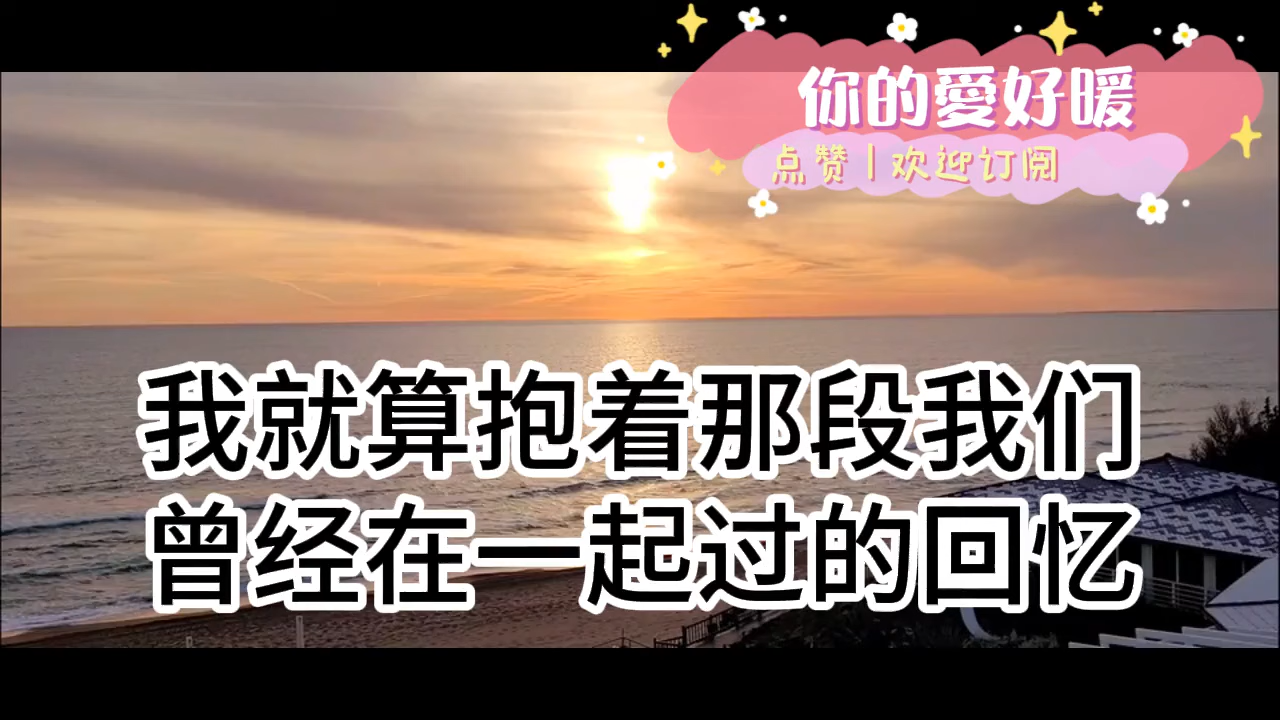 你的愛好暖
点赞 | 欢迎订阅
我就算抱着那段我们
曾经在一起过的回忆